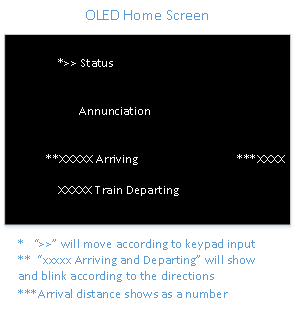 OLED Home Screen
*>> Status
Annunciation
**XXXXX Arriving ***XXXX
XXXXX Train Departing
* ">>" will move according to keypad input
** "xxxxx Arriving and Departing" will show
and blink according to the directions
***Arrival distance shows as a number